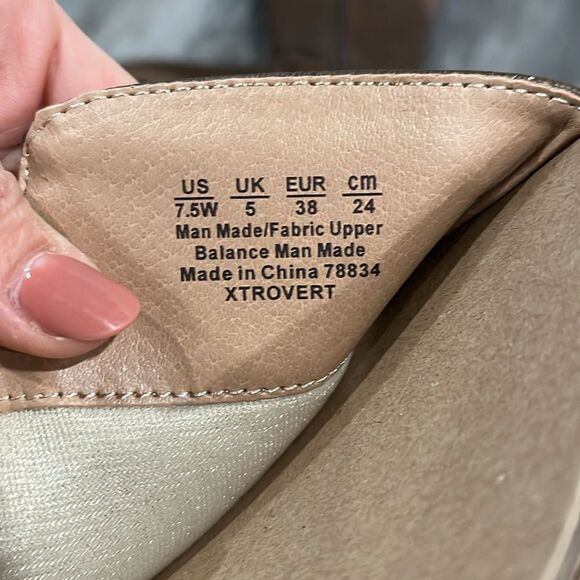 US UK EUR cm
7.5W 5 38 24
Man Made/Fabric Upper
Balance Man Made
Made in China 78834
XTROVERT